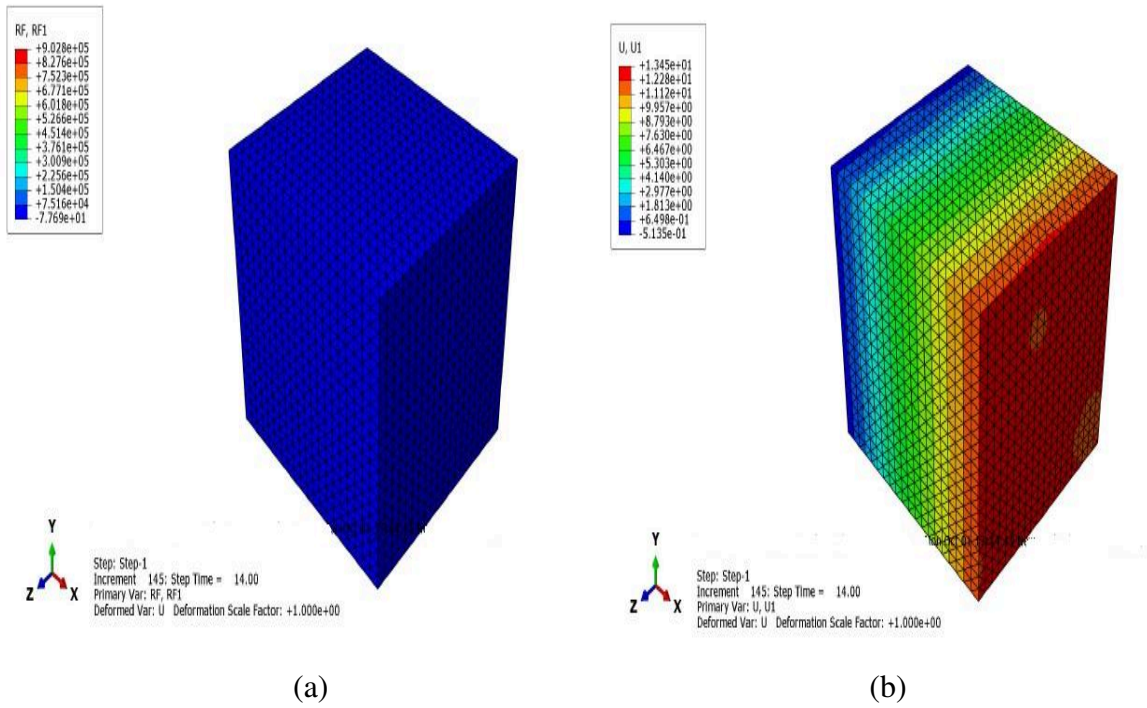 RF, RF1
+9.028e+05
+8.276e+05
+7.523e+05
+6.771e+05
+6.018e+05
+5.266e+05
+4.514e+05
+3.761e+05
+3.009e+05
+2.256e+05
+1.504e+05
+7.516e+04
-7.769e+01
Y
Z X
Step: Step-1
Increment 145: Step Time = 14.00
Primary Var: RF, RF1
Deformed Var: U Deformation Scale Factor: +1.000e+00
(a)
U, U1
+1.345e+01
+1.228e+01
+1.112e+01
+9.957e+00
+8.793e+00
+7.630e+00
+6.467e+00
+5.303e+00
+4.140e+00
+2.977e+00
+1.813e+00
+6.498e-01
-5.135e-01
Y
Z X
Step: Step-1
Increment 145: Step Time = 14.00
Primary Var: U, U1
Deformed Var: U Deformation Scale Factor: +1.000e+00
(b)